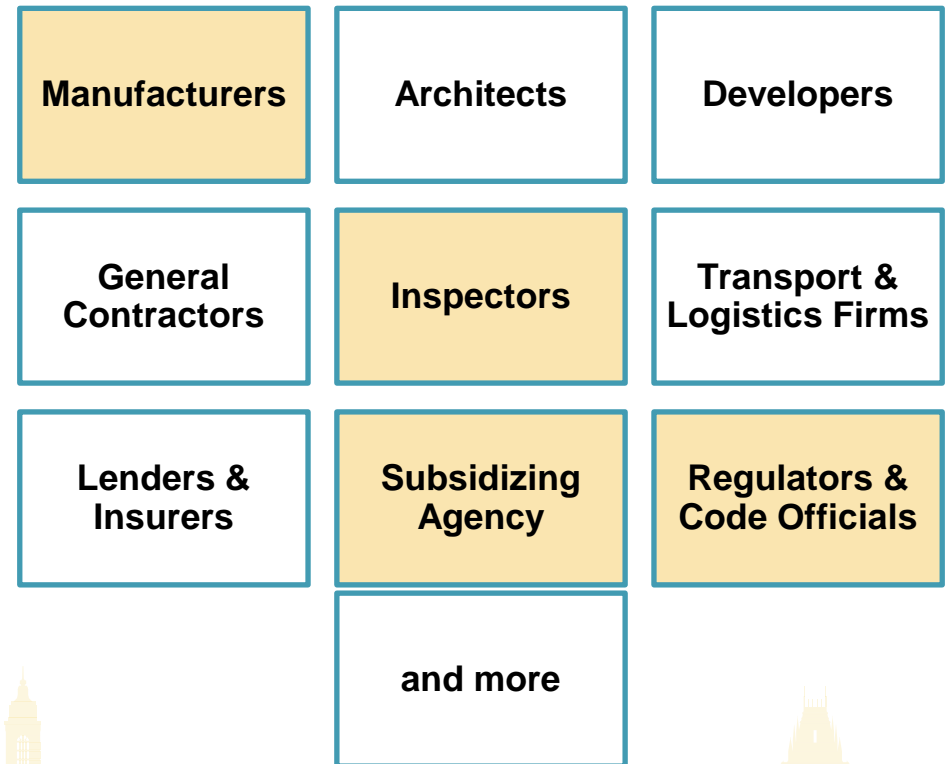 Manufacturers
Architects
Developers
General
Contractors
Inspectors
Transport &
Logistics Firms
Lenders &
Insurers
Subsidizing
Agency
Regulators &
Code Officials
and more